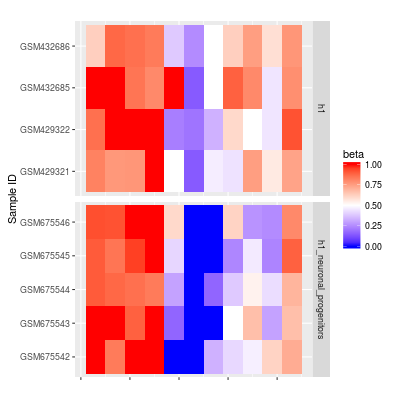 GSM432686
GSM432685
GSM429322
GSM429321
h1
Sample ID
GSM675546
GSM675545
GSM675544
GSM675543
GSM675542
h1_neuronal_progenitors
beta
1.00
0.75
0.50
0.25
0.00